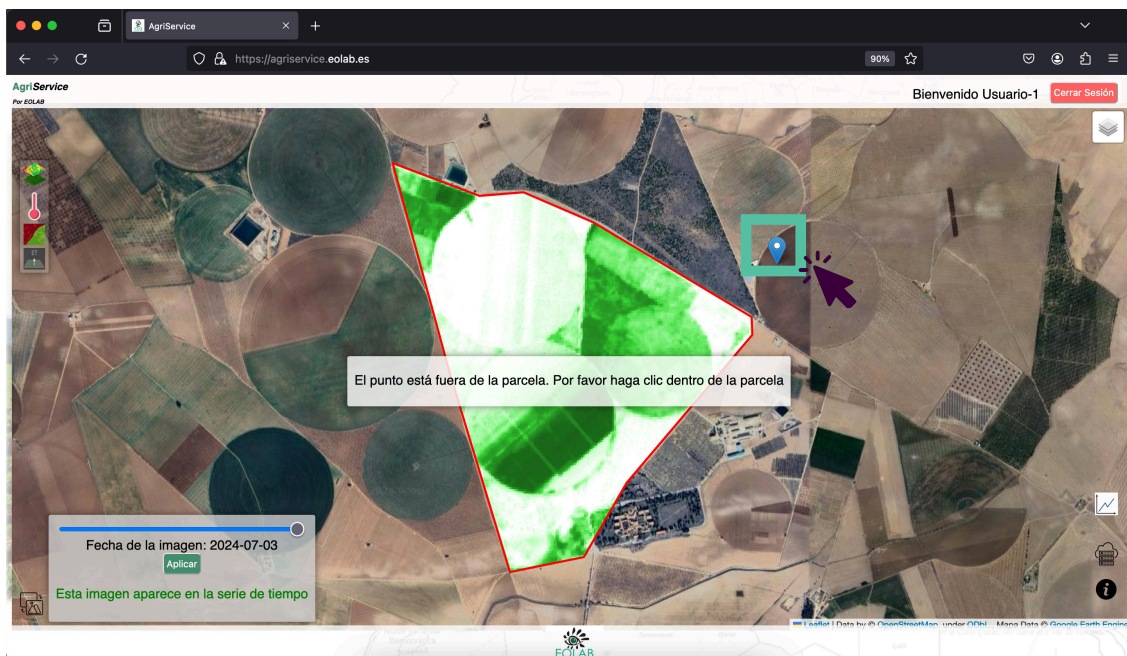 AgriService
https://agriservice.eolab.es
90%
AgriService
Por EOLAB
Bienvenido Usuario-1
Cerrar Sesión
ET
El punto está fuera de la parcela. Por favor haga clic dentro de la parcela
Fecha de la imagen: 2024-07-03
Aplicar
Esta imagen aparece en la serie de tiempo
i
Leaflet | Data by © OpenStreetMap, under ODbL., Mapa Data © Google Earth Engine
EOLAB